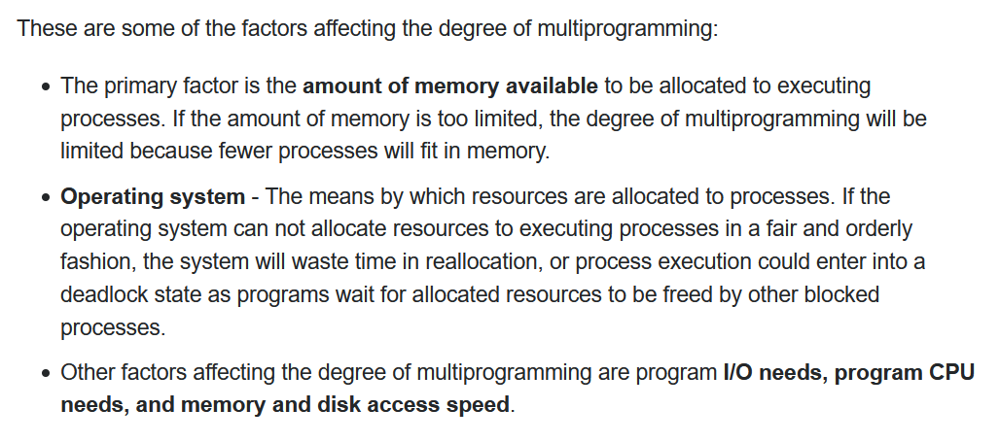 These are some of the factors affecting the degree of multiprogramming:
• The primary factor is the amount of memory available to be allocated to executing
processes. If the amount of memory is too limited, the degree of multiprogramming will be
limited because fewer processes will fit in memory.
• Operating system - The means by which resources are allocated to processes. If the
operating system can not allocate resources to executing processes in a fair and orderly
fashion, the system will waste time in reallocation, or process execution could enter into a
deadlock state as programs wait for allocated resources to be freed by other blocked
processes.
• Other factors affecting the degree of multiprogramming are program I/O needs, program CPU
needs, and memory and disk access speed.